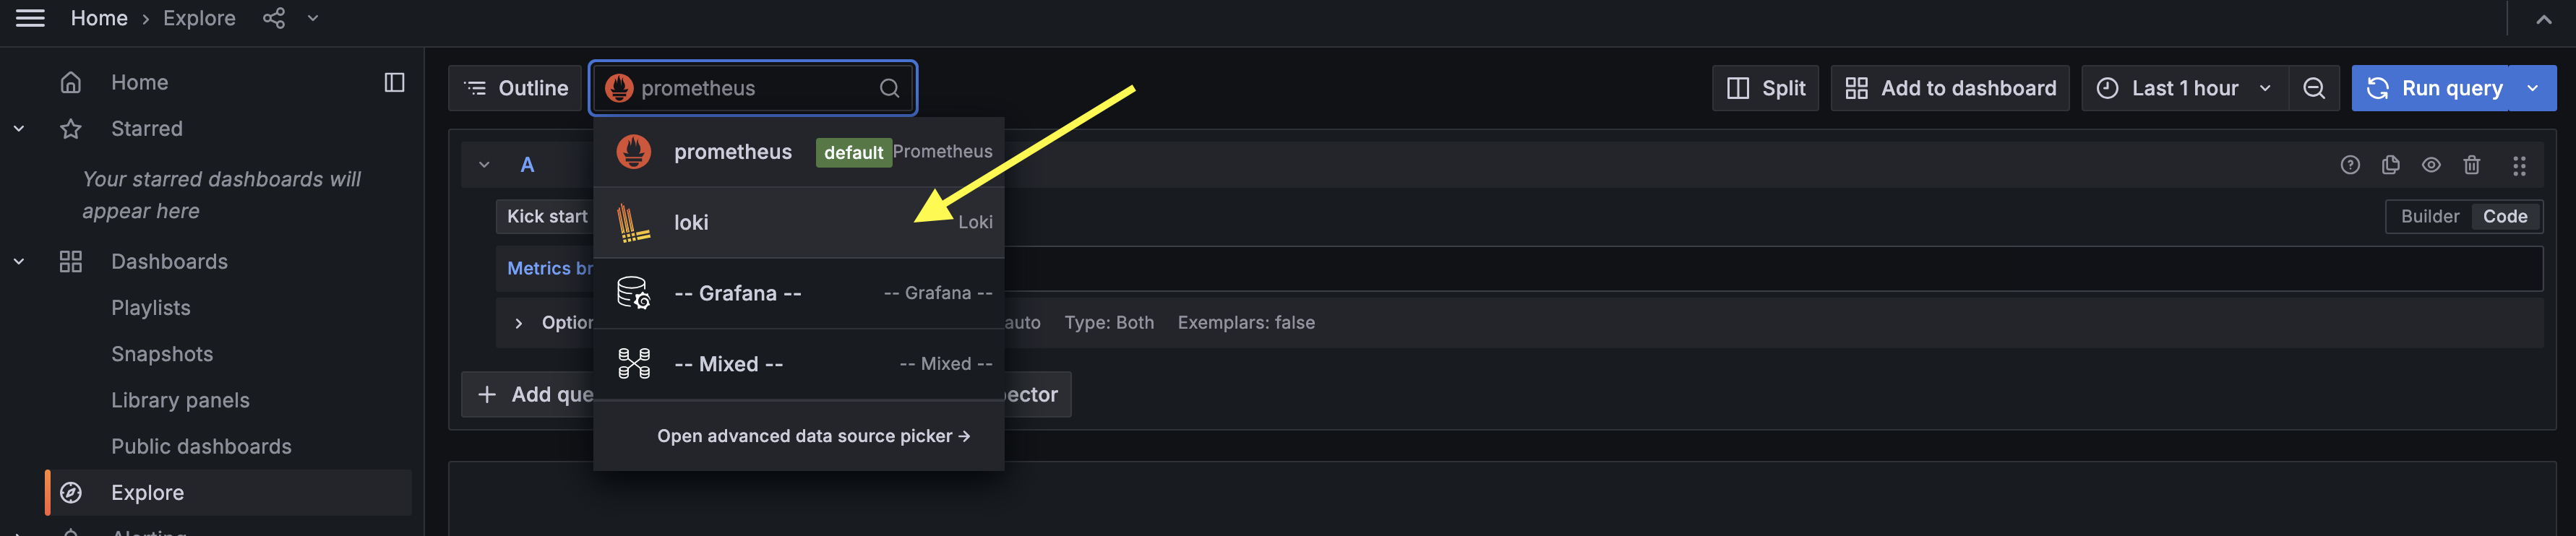 Home › Explore
Home
Starred
Your starred dashboards will
appear here
Dashboards
Playlists
Snapshots
Library panels
Public dashboards
Explore
Outline
prometheus
Split
Add to dashboard
Last 1 hour
Run query
prometheus default Prometheus
loki Loki
-- Grafana -- -- Grafana --
-- Mixed -- -- Mixed --
Open advanced data source picker →
A
Kick start
Builder Code
Metrics br
Option
auto Type: Both Exemplars: false
+ Add que
pector